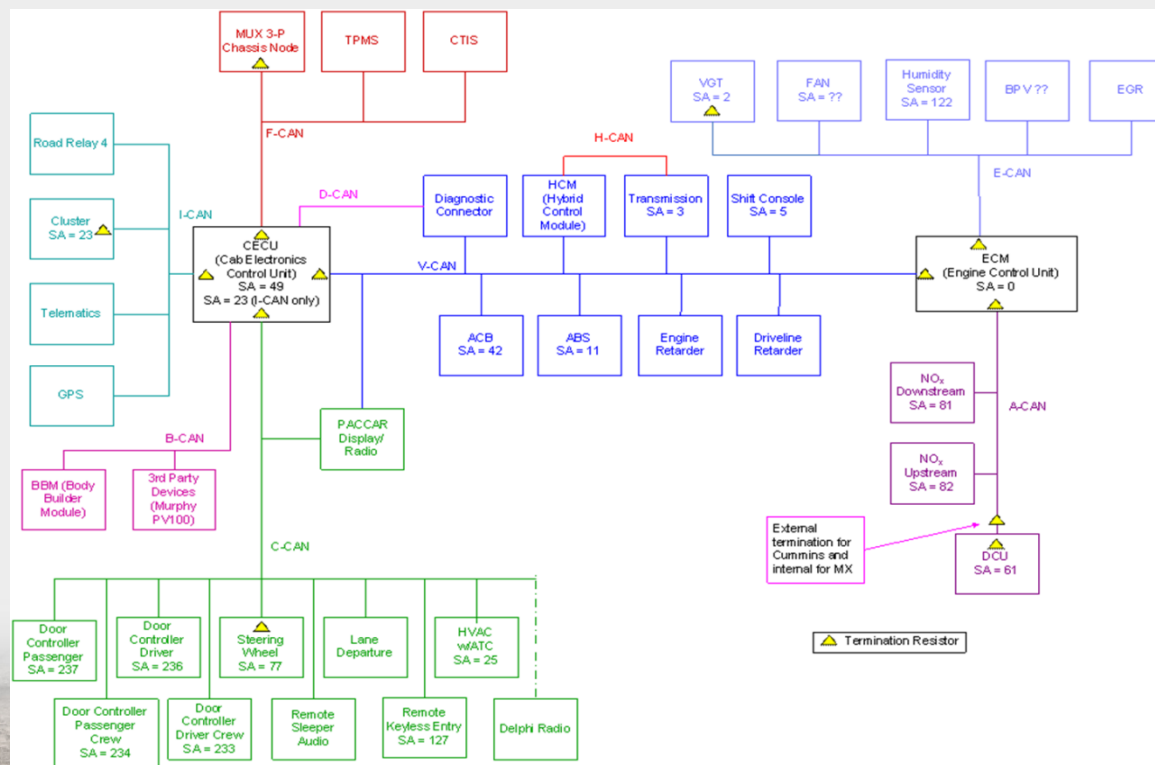 MUX 3-P
Chassis Node
TPMS
CTIS
F-CAN
VGT
SA = 2
FAN
SA = ??
Humidity
Sensor
SA = 122
BPV ??
EGR
E-CAN
Road Relay 4
Cluster
SA = 23
Telematics
GPS
I-CAN
D-CAN
H-CAN
Diagnostic
Connector
HCM
(Hybrid
Control
Module)
Transmission
SA = 3
Shift Console
SA = 5
CECU
(Cab Electronics
Control Unit)
SA = 49
SA = 23 (I-CAN only)
V-CAN
ECM
(Engine Control Unit)
SA = 0
ACB
SA = 42
ABS
SA = 11
Engine
Retarder
Driveline
Retarder
NOx
Downstream
SA = 81
A-CAN
NOx
Upstream
SA = 82
PACCAR
Display/
Radio
B-CAN
BBM (Body
Builder
Module)
3rd Party
Devices
(Murphy
PV100)
External
termination for
Cummins and
internal for MX
DCU
SA = 61
C-CAN
Door
Controller
Passenger
SA = 237
Door
Controller
Driver
SA = 236
Steering
Wheel
SA = 77
Lane
Departure
HVAC
w/ATC
SA = 25
Door Controller
Passenger
Crew
SA = 234
Door
Controller
Driver Crew
SA = 233
Remote
Sleeper
Audio
Remote
Keyless Entry
SA = 127
Delphi Radio
Termination Resistor